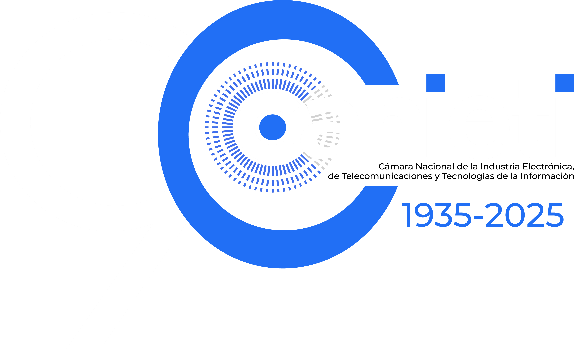 Cámara Nacional de la Industria Electrónica,
de Telecomunicaciones y Tecnologías de la Información
1935-2025